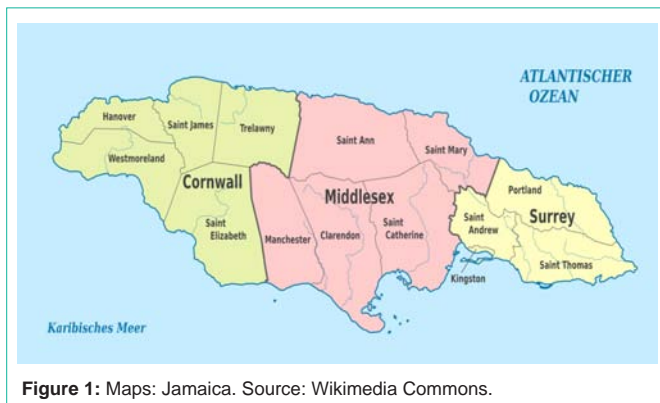 ATLANTISCHER
OZEAN
Hanover
Saint James
Trelawny
Saint Ann
Saint Mary
Westmoreland
Cornwall
Middlesex
Portland
Saint
Elizabeth
Manchester
Clarendon
Saint
Catherine
Saint
Andrew
Surrey
Kingston
Saint Thomas
Karibisches Meer
Figure 1: Maps: Jamaica. Source: Wikimedia Commons.